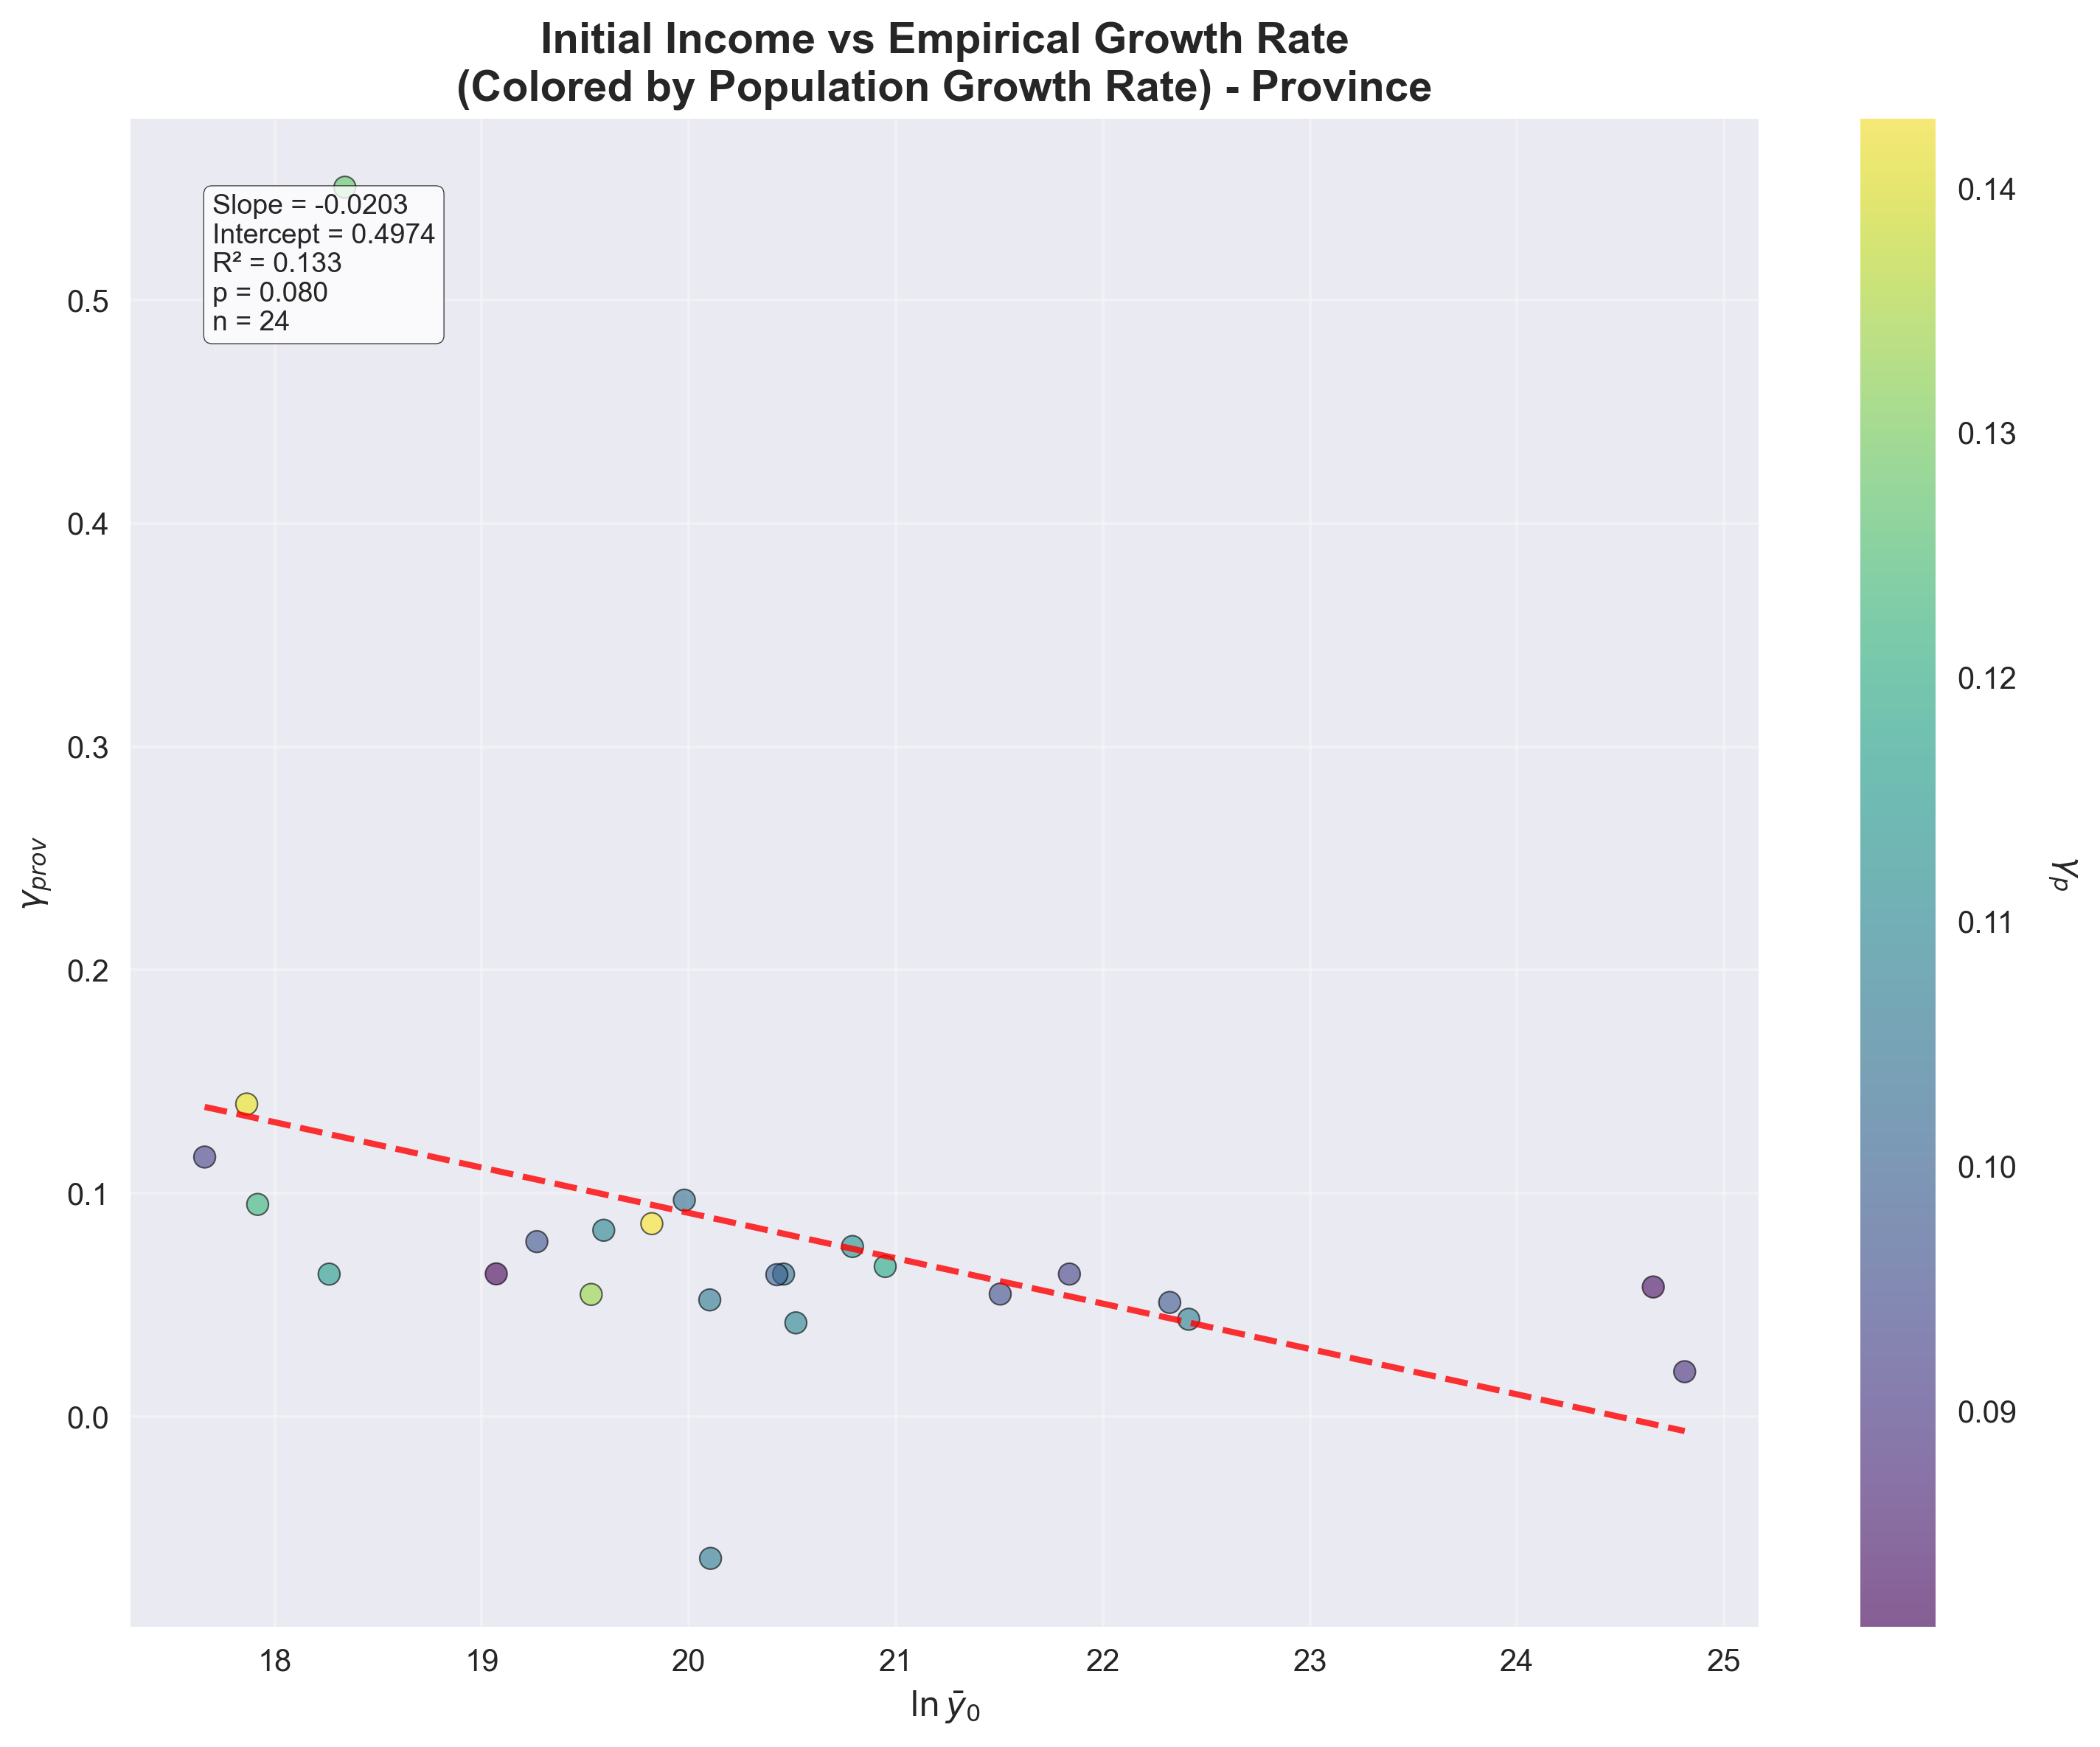 Initial Income vs Empirical Growth Rate
(Colored by Population Growth Rate) - Province
Slope = -0.0203
Intercept = 0.4974
R² = 0.133
p = 0.080
n = 24
0.5
0.4
0.3
0.2
0.1
0.0
γ_prov
18 19 20 21 22 23 24 25
ln ȳ₀
0.14
0.13
0.12
0.11
0.10
0.09
γ_p